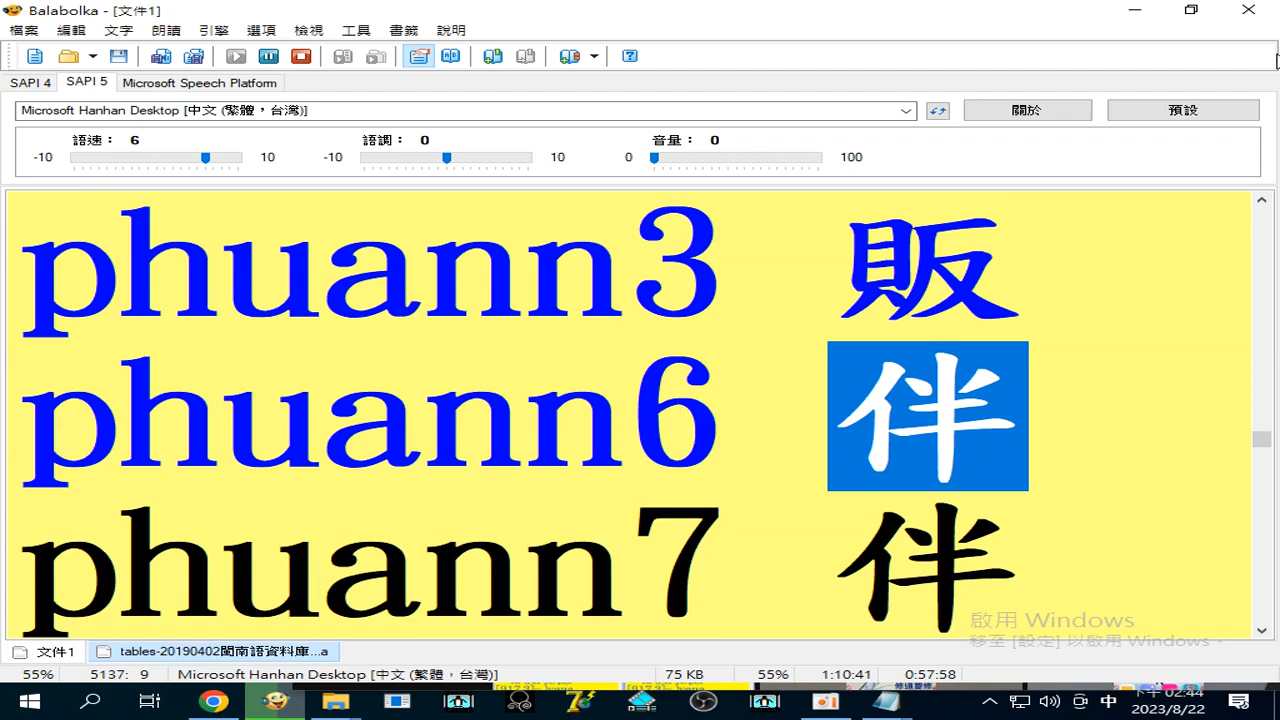 Balabolka - [文件1]
檔案 編輯 文字 朗讀 引擎 選項 檢視 工具 書籤 說明
SAPI 4 SAPI 5 Microsoft Speech Platform
Microsoft Hanhan Desktop [中文 (繁體，台灣)] 關於 預設
語速： 6 語調： 0 音量： 0
-10 10 -10 10 0 100
phuann3 販
phuann6 伴
phuann7 伴
啟用 Windows
移至 [設定] 以啟用 Windows。
文件1 tables-20190402閩南語資料庫...a
55% 5137: 9 Microsoft Hanhan Desktop [中文 (繁體，台灣)] 75 KB 55% 1:10:41 0:57:58
中 下午 02:44
2023/8/22